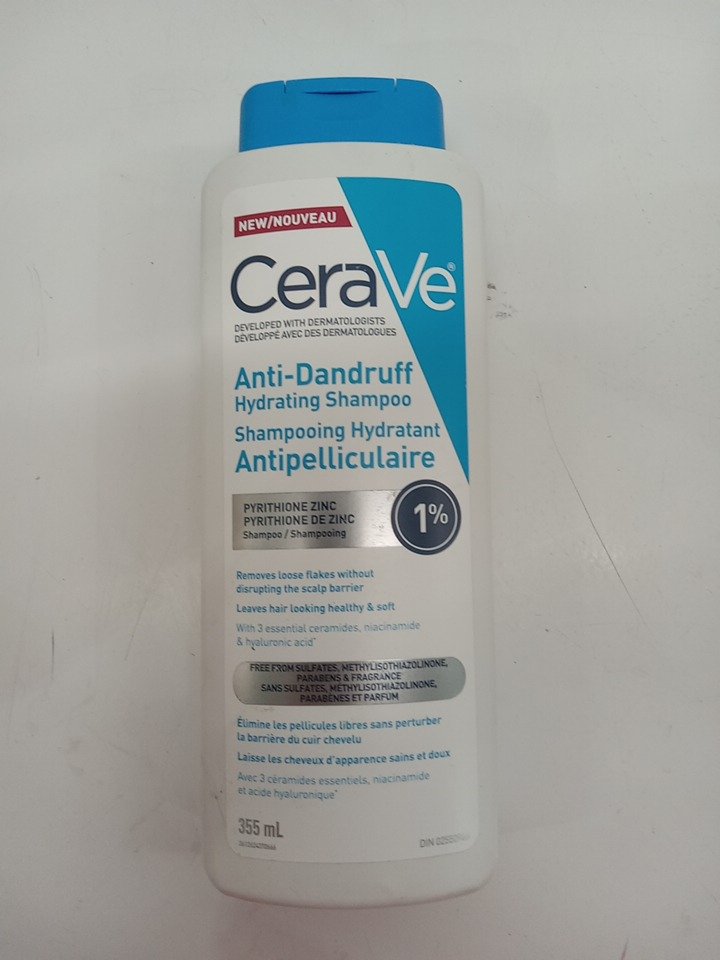 NEW/NOUVEAU
CeraVe®
DEVELOPED WITH DERMATOLOGISTS
DÉVELOPPÉ AVEC DES DERMATOLOGUES
Anti-Dandruff
Hydrating Shampoo
Shampooing Hydratant
Antipelliculaire
PYRITHIONE ZINC
PYRITHIONE DE ZINC
Shampoo / Shampooing
1%
Removes loose flakes without
disrupting the scalp barrier
Leaves hair looking healthy & soft
With 3 essential ceramides, niacinamide
& hyaluronic acid*
FREE FROM SULFATES, METHYLISOTHIAZOLINONE,
PARABENS & FRAGRANCE
SANS SULFATES, MÉTHYLISOTHIAZOLINONE,
PARABÈNES ET PARFUM
Élimine les pellicules libres sans perturber
la barrière du cuir chevelu
Laisse les cheveux d'apparence sains et doux
Avec 3 céramides essentiels, niacinamide
et acide hyaluronique*
355 mL
DIN